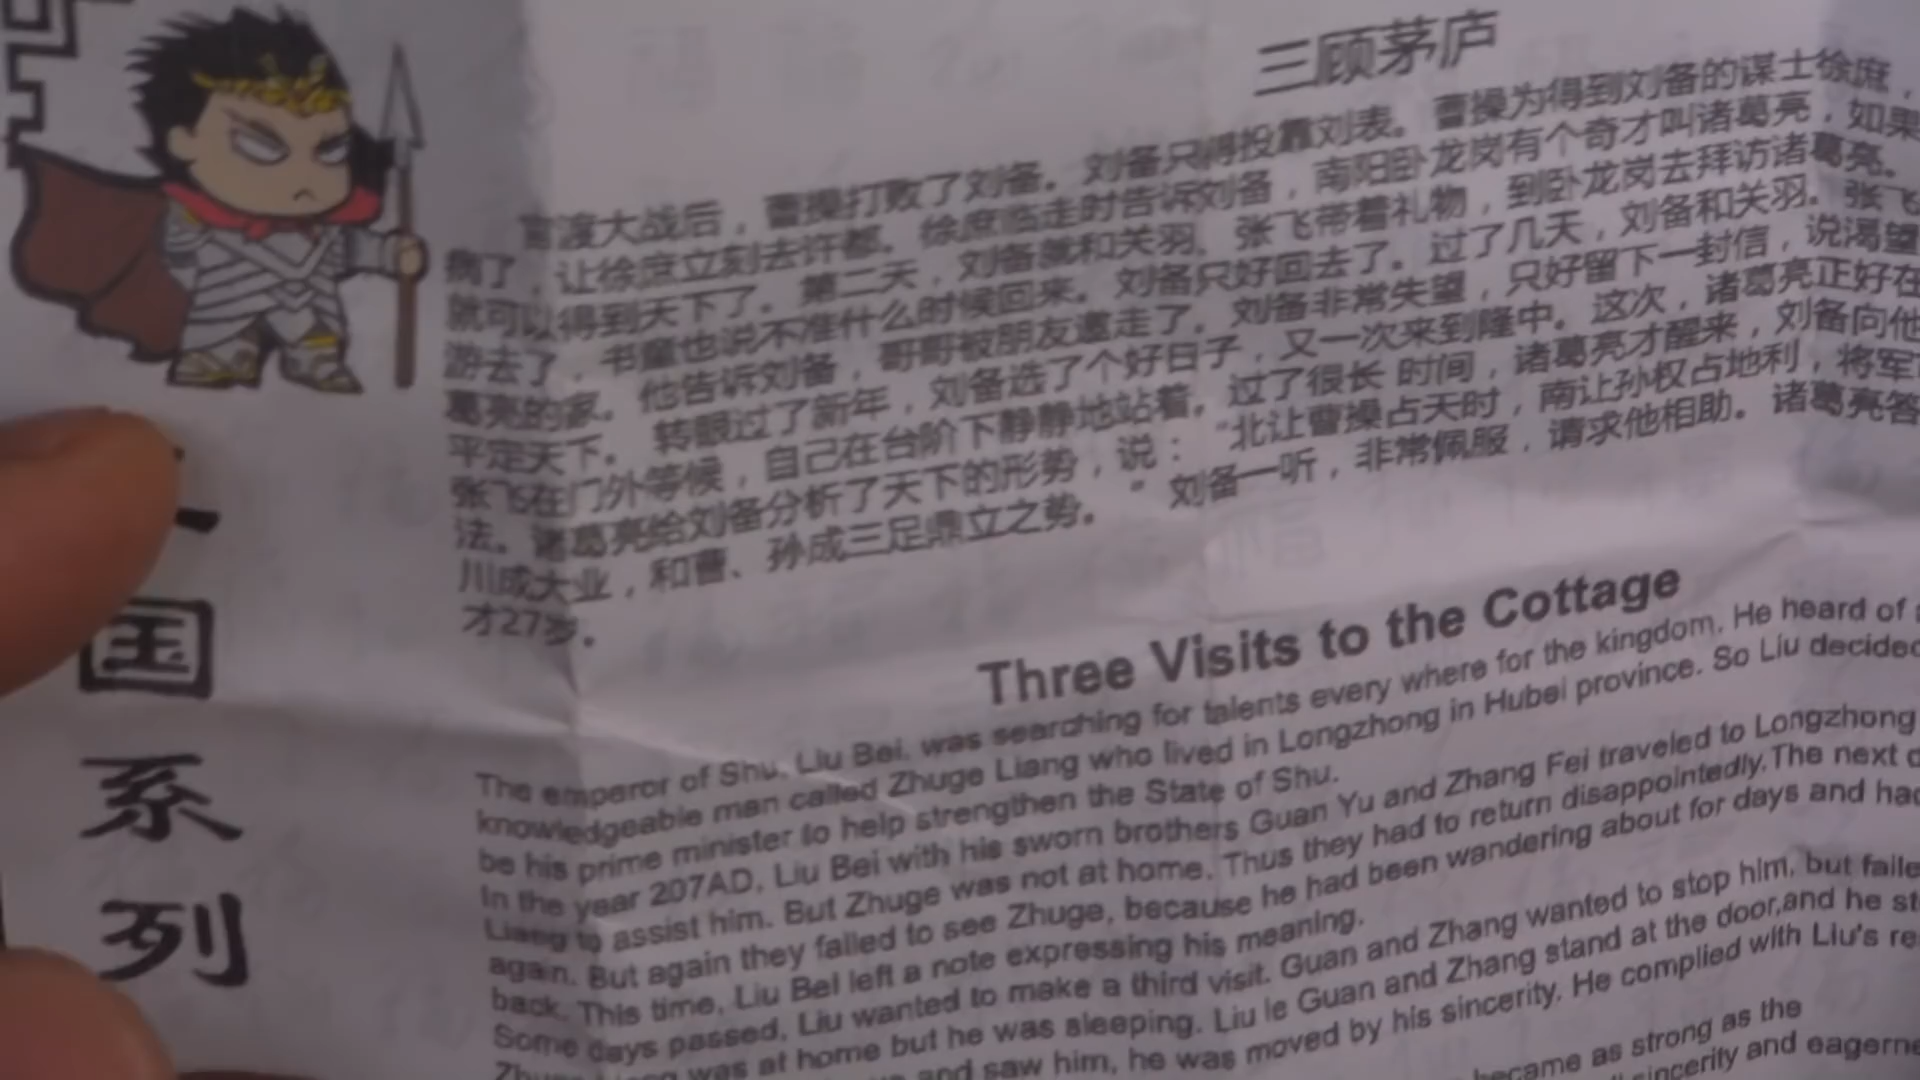 三顾茅庐
官渡大战后，曹操打败了刘备。刘备只得投靠刘表。曹操为得到刘备的谋士徐庶，
病了，让徐庶立刻去许都。徐庶临走时告诉刘备，南阳卧龙岗有个奇才叫诸葛亮，如果
就可以得到天下了。第二天，刘备就和关羽、张飞带着礼物，到卧龙岗去拜访诸葛亮。
游去了，书童也说不准什么时候回来。刘备只好回去了。过了几天，刘备和关羽、张飞
葛亮的家。他告诉刘备，哥哥被朋友邀走了。刘备非常失望，只好留下一封信，说渴望
平定天下。转眼过了新年，刘备选了个好日子，又一次来到隆中。这次，诸葛亮正好在
张飞在门外等候，自己在台阶下静静地站着。过了很长 时间，诸葛亮才醒来，刘备向他
法。诸葛亮给刘备分析了天下的形势，说："北让曹操占天时，南让孙权占地利，将军
川成大业，和曹、孙成三足鼎立之势。" 刘备一听，非常佩服，请求他相助。诸葛亮答
才27岁。
国
系
列
Three Visits to the Cottage
The emperor of Shu, Liu Bei, was searching for talents every where for the kingdom. He heard of
knowledgeable man called Zhuge Liang who lived in Longzhong in Hubei province. So Liu decided
be his prime minister to help strengthen the State of Shu.
In the year 207AD, Liu Bei with his sworn brothers Guan Yu and Zhang Fei traveled to Longzhong
Liang to assist him. But Zhuge was not at home. Thus they had to return disappointedly.The next
again. But again they failed to see Zhuge, because he had been wandering about for days and had
back. This time, Liu Bei left a note expressing his meaning.
Some days passed, Liu wanted to make a third visit. Guan and Zhang wanted to stop him, but
was at home but he was sleeping. Liu le Guan and Zhang stand at the door,and he
and saw him, he was moved by his sincerity. He complied with Liu's
became as strong as the
sincerity and